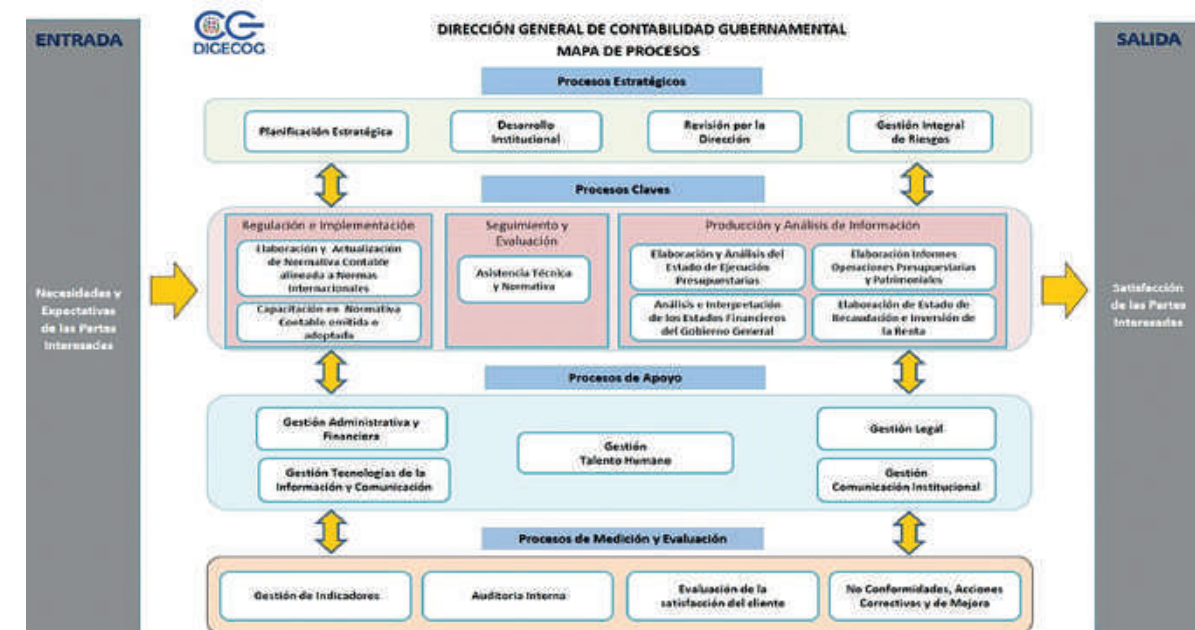 ENTRADA
DIGECOG
DIRECCIÓN GENERAL DE CONTABILIDAD GUBERNAMENTAL
MAPA DE PROCESOS
SALIDA
Procesos Estratégicos
Planificación Estratégica
Desarrollo
Institucional
Revisión por la
Dirección
Gestión Integral
de Riesgos
Procesos Claves
Regulación e Implementación
Elaboración y Actualización
de Normativa Contable
alineada a Normas
Internacionales
Capacitación en Normativa
Contable emitida o
adoptada
Seguimiento y
Evaluación
Asistencia Técnica
y Normativa
Producción y Análisis de Información
Elaboración y Análisis del
Estado de Ejecución
Presupuestarias
Elaboración Informes
Operaciones Presupuestarias
y Patrimoniales
Análisis e Interpretación
de los Estados Financieros
del Gobierno General
Elaboración de Estado de
Recaudación e Inversión de
la Renta
Necesidades y
Expectativas
de las Partes
Interesadas
Satisfacción
de las Partes
Interesadas
Procesos de Apoyo
Gestión Administrativa y
Financiera
Gestión Tecnologías de la
Información y Comunicación
Gestión
Talento Humano
Gestión Legal
Gestión
Comunicación Institucional
Procesos de Medición y Evaluación
Gestión de Indicadores
Auditoria Interna
Evaluación de la
satisfacción del cliente
No Conformidades, Acciones
Correctivas y de Mejora